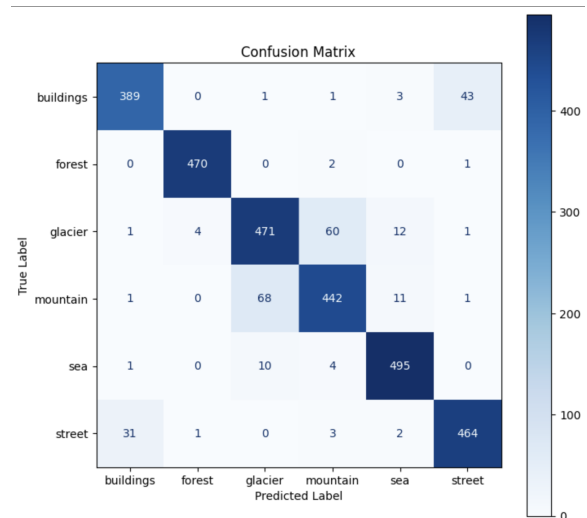 Confusion Matrix
buildings 389 0 1 1 3 43
forest 0 470 0 2 0 1
glacier 1 4 471 60 12 1
mountain 1 0 68 442 11 1
sea 1 0 10 4 495 0
street 31 1 0 3 2 464
buildings forest glacier mountain sea street
Predicted Label
True Label
400
300
200
100
0